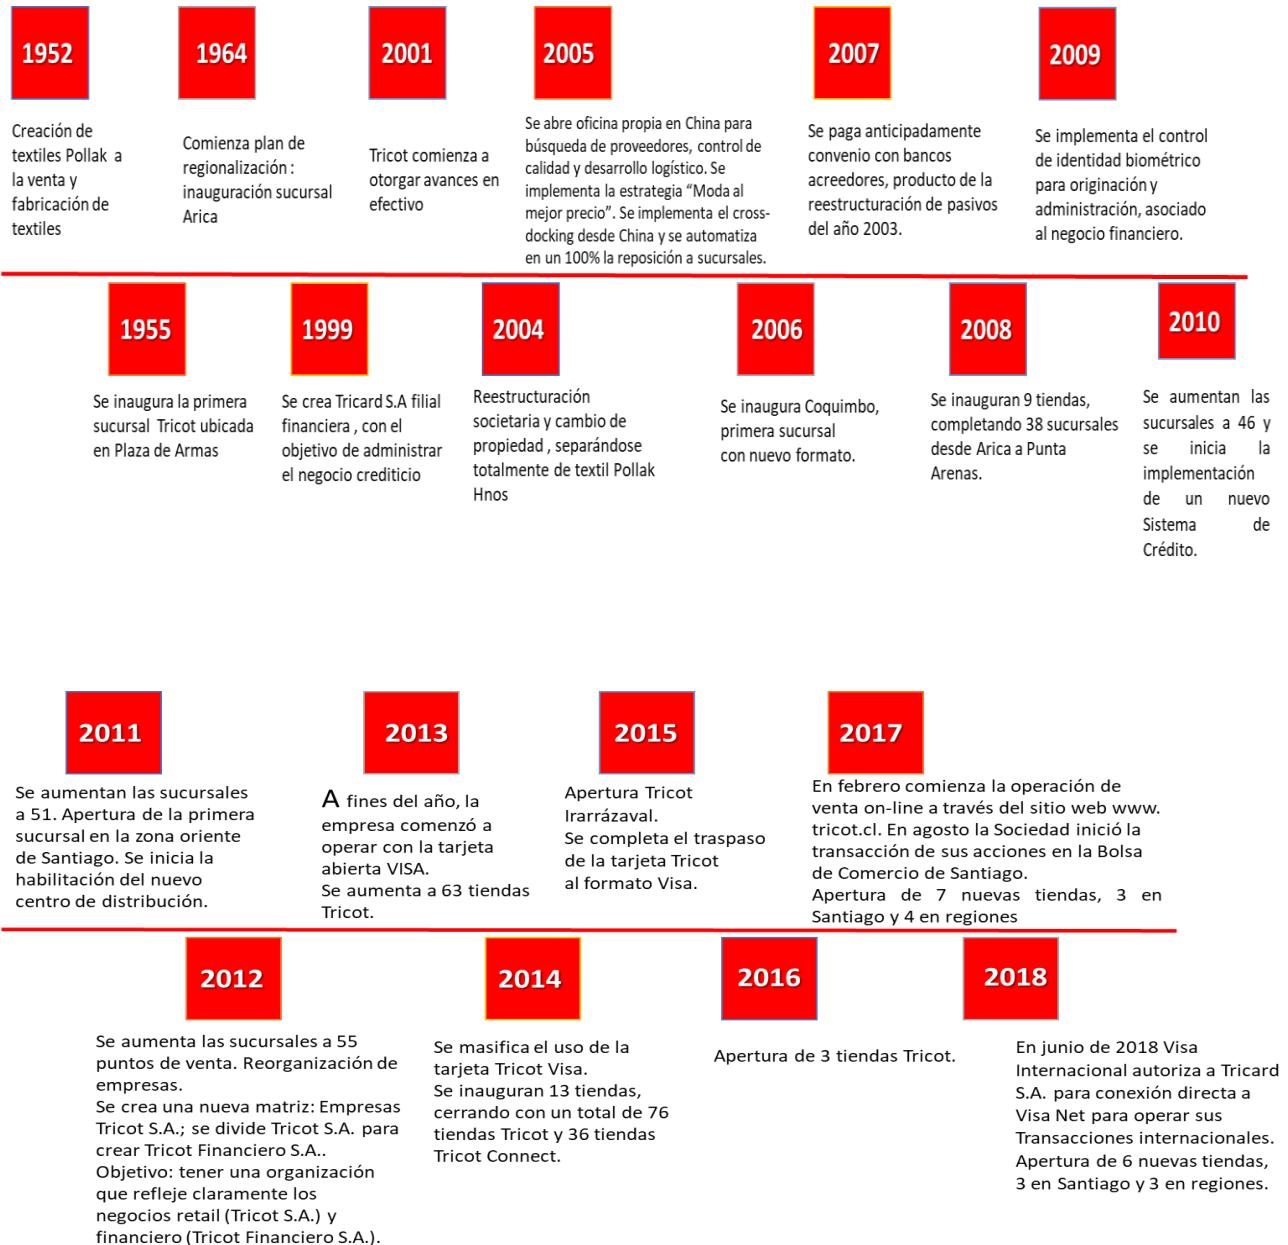 1952
Creación de
textiles Pollak a
la venta y
fabricación de
textiles
1964
Comienza plan de
regionalización :
inauguración sucursal
Arica
2001
Tricot comienza a
otorgar avances en
efectivo
2005
Se abre oficina propia en China para
búsqueda de proveedores, control de
calidad y desarrollo logístico. Se
implementa la estrategia “Moda al
mejor precio”. Se implementa el cross-
docking desde China y se automatiza
en un 100% la reposición a sucursales.
2007
Se paga anticipadamente
convenio con bancos
acreedores, producto de la
reestructuración de pasivos
del año 2003.
2009
Se implementa el control
de identidad biométrico
para originación y
administración, asociado
al negocio financiero.
1955
Se inaugura la primera
sucursal Tricot ubicada
en Plaza de Armas
1999
Se crea Tricard S.A filial
financiera , con el
objetivo de administrar
el negocio crediticio
2004
Reestructuración
societaria y cambio de
propiedad , separándose
totalmente de textil Pollak
Hnos
2006
Se inaugura Coquimbo,
primera sucursal
con nuevo formato.
2008
Se inauguran 9 tiendas,
completando 38 sucursales
desde Arica a Punta
Arenas.
2010
Se aumentan las
sucursales a 46 y
se inicia la
implementación
de un nuevo
Sistema de
Crédito.
2011
Se aumentan las sucursales
a 51. Apertura de la primera
sucursal en la zona oriente
de Santiago. Se inicia la
habilitación del nuevo
centro de distribución.
2013
A fines del año, la
empresa comenzó a
operar con la tarjeta
abierta VISA.
Se aumenta a 63 tiendas
Tricot.
2015
Apertura Tricot
Irarrázaval.
Se completa el traspaso
de la tarjeta Tricot
al formato Visa.
2017
En febrero comienza la operación de
venta on-line a través del sitio web www.
tricot.cl. En agosto la Sociedad inició la
transacción de sus acciones en la Bolsa
de Comercio de Santiago.
Apertura de 7 nuevas tiendas, 3 en
Santiago y 4 en regiones
2012
Se aumenta las sucursales a 55
puntos de venta. Reorganización de
empresas.
Se crea una nueva matriz: Empresas
Tricot S.A.; se divide Tricot S.A. para
crear Tricot Financiero S.A..
Objetivo: tener una organización
que refleje claramente los
negocios retail (Tricot S.A.) y
financiero (Tricot Financiero S.A.).
2014
Se masifica el uso de la
tarjeta Tricot Visa.
Se inauguran 13 tiendas,
cerrando con un total de 76
tiendas Tricot y 36 tiendas
Tricot Connect.
2016
Apertura de 3 tiendas Tricot.
2018
En junio de 2018 Visa
Internacional autoriza a Tricard
S.A. para conexión directa a
Visa Net para operar sus
Transacciones internacionales.
Apertura de 6 nuevas tiendas,
3 en Santiago y 3 en regiones.